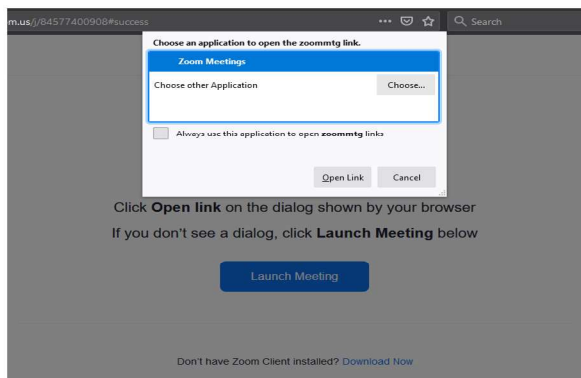 m.us/j/84577400908#success
Search
Choose an application to open the zoommtg link.
Zoom Meetings
Choose other Application
Choose...
Always use this application to open zoommtg links
Open Link
Cancel
Click Open link on the dialog shown by your browser
If you don't see a dialog, click Launch Meeting below
Launch Meeting
Don't have Zoom Client installed? Download Now